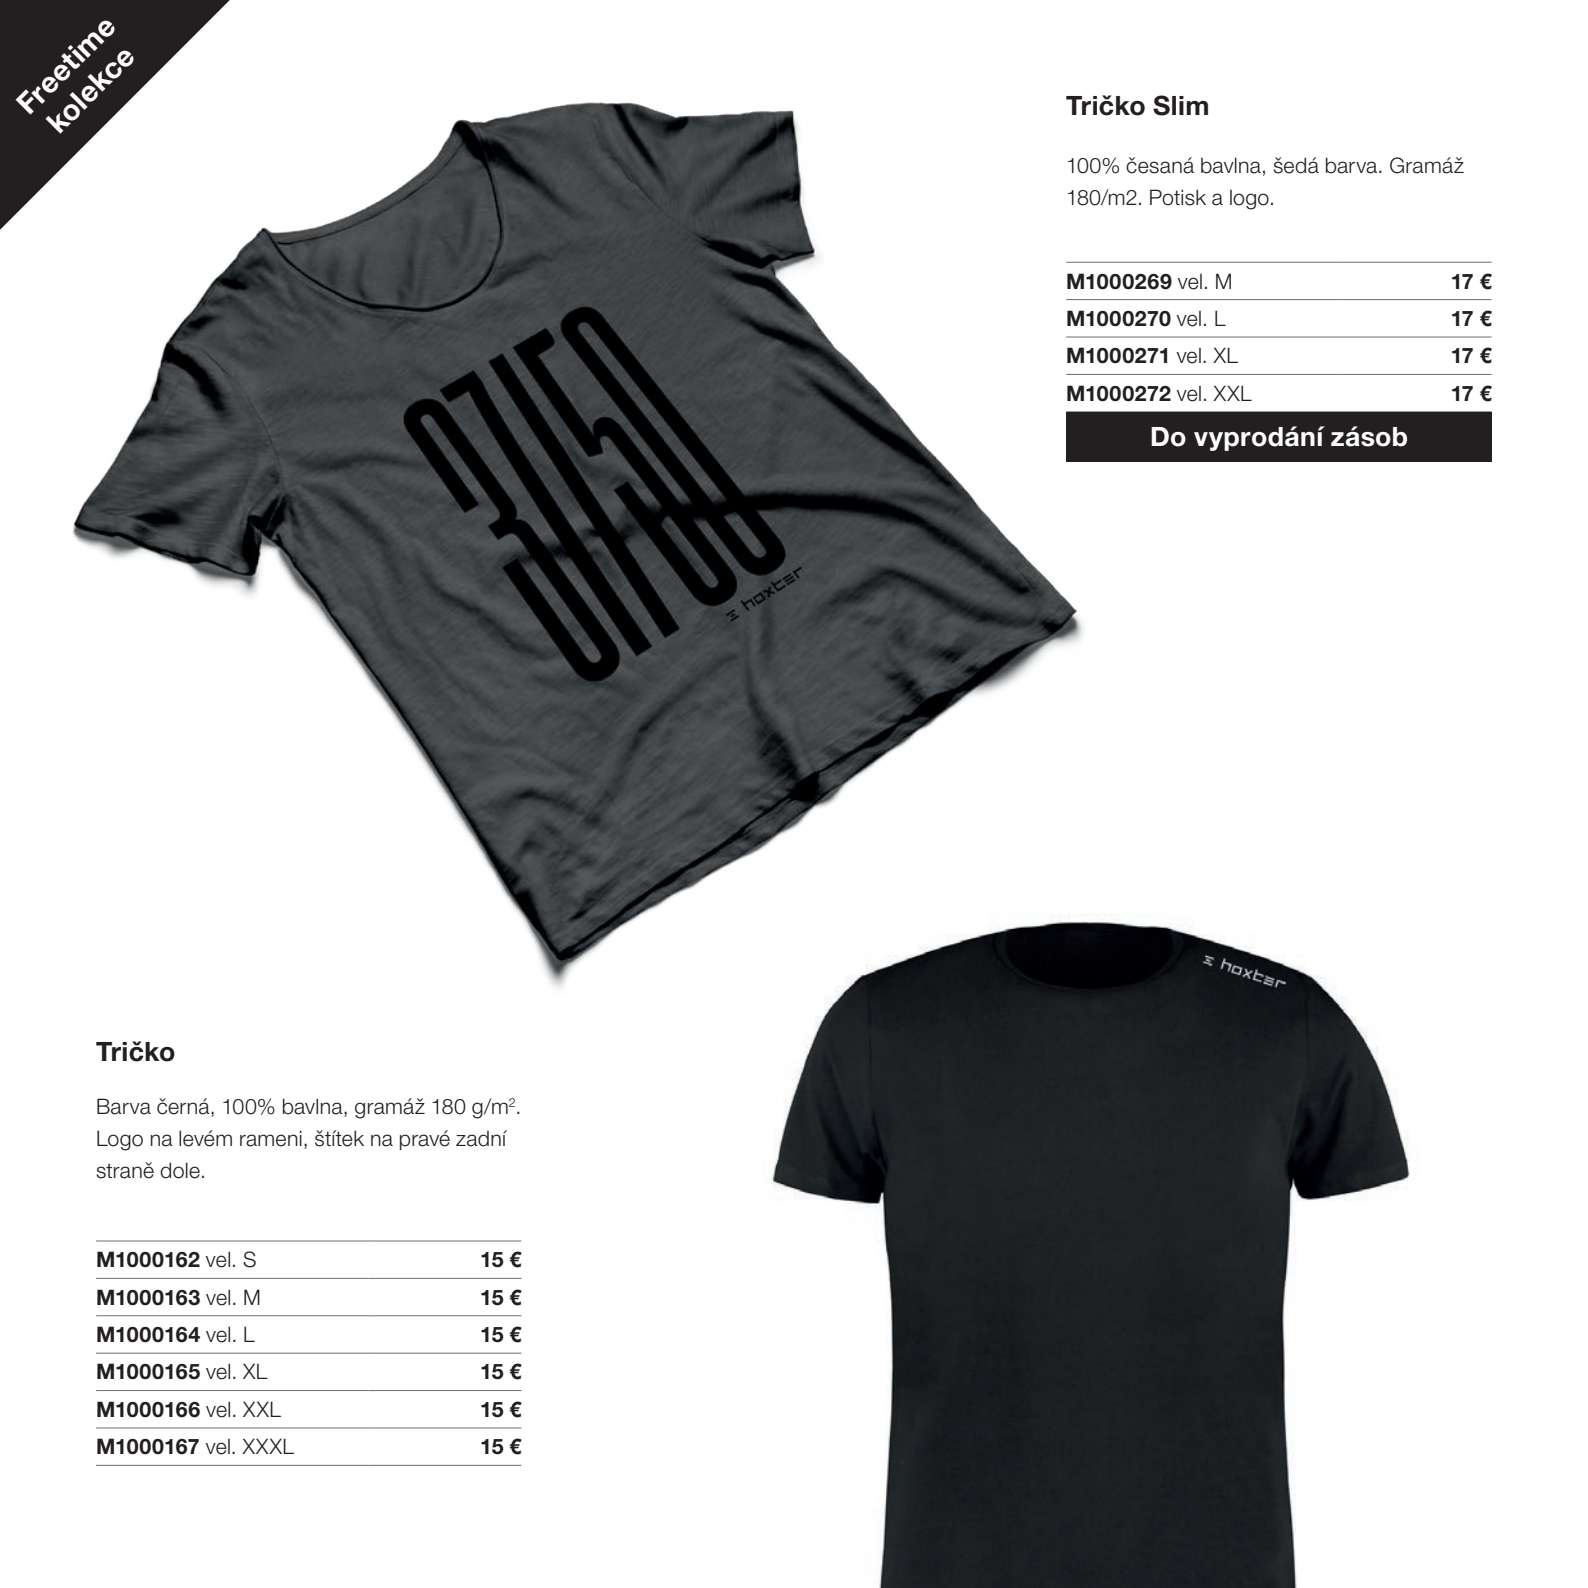 Freetime
kolekce
Tričko Slim
100% česaná bavlna, šedá barva. Gramáž
180/m2. Potisk a logo.
M1000269 vel. M 17 €
M1000270 vel. L 17 €
M1000271 vel. XL 17 €
M1000272 vel. XXL 17 €
Do vyprodání zásob
37150
hoxter
hoxter
Tričko
Barva černá, 100% bavlna, gramáž 180 g/m².
Logo na levém rameni, štítek na pravé zadní
straně dole.
M1000162 vel. S 15 €
M1000163 vel. M 15 €
M1000164 vel. L 15 €
M1000165 vel. XL 15 €
M1000166 vel. XXL 15 €
M1000167 vel. XXXL 15 €